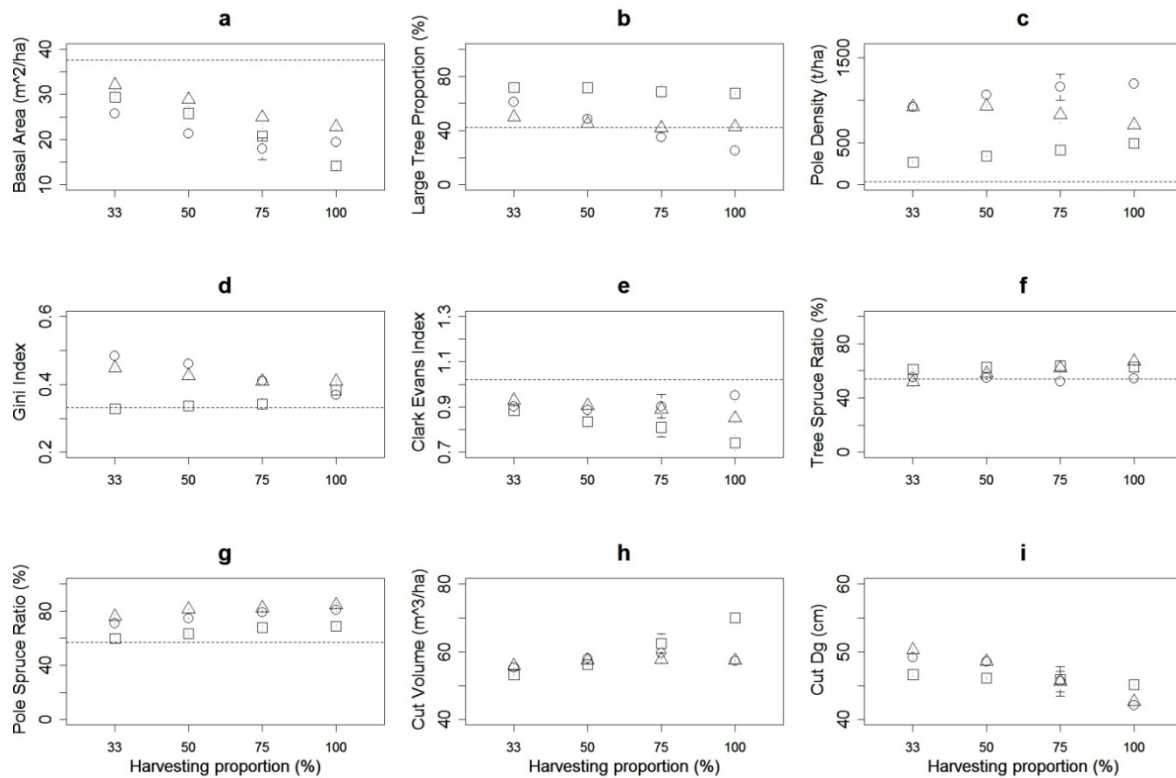 a
b
c
Basal Area (m^2/ha)
10 20 30 40
33 50 75 100
Large Tree Proportion (%)
0 40 80
33 50 75 100
Pole Density (t/ha)
0 500 1500
33 50 75 100
d
e
f
Gini Index
0.2 0.4 0.6
33 50 75 100
Clark Evans Index
0.7 0.9 1.1 1.3
33 50 75 100
Tree Spruce Ratio (%)
0 40 80
33 50 75 100
g
h
i
Pole Spruce Ratio (%)
0 40 80
33 50 75 100
Harvesting proportion (%)
Cut Volume (m^3/ha)
40 60 80
33 50 75 100
Harvesting proportion (%)
Cut Dg (cm)
40 50 60
33 50 75 100
Harvesting proportion (%)